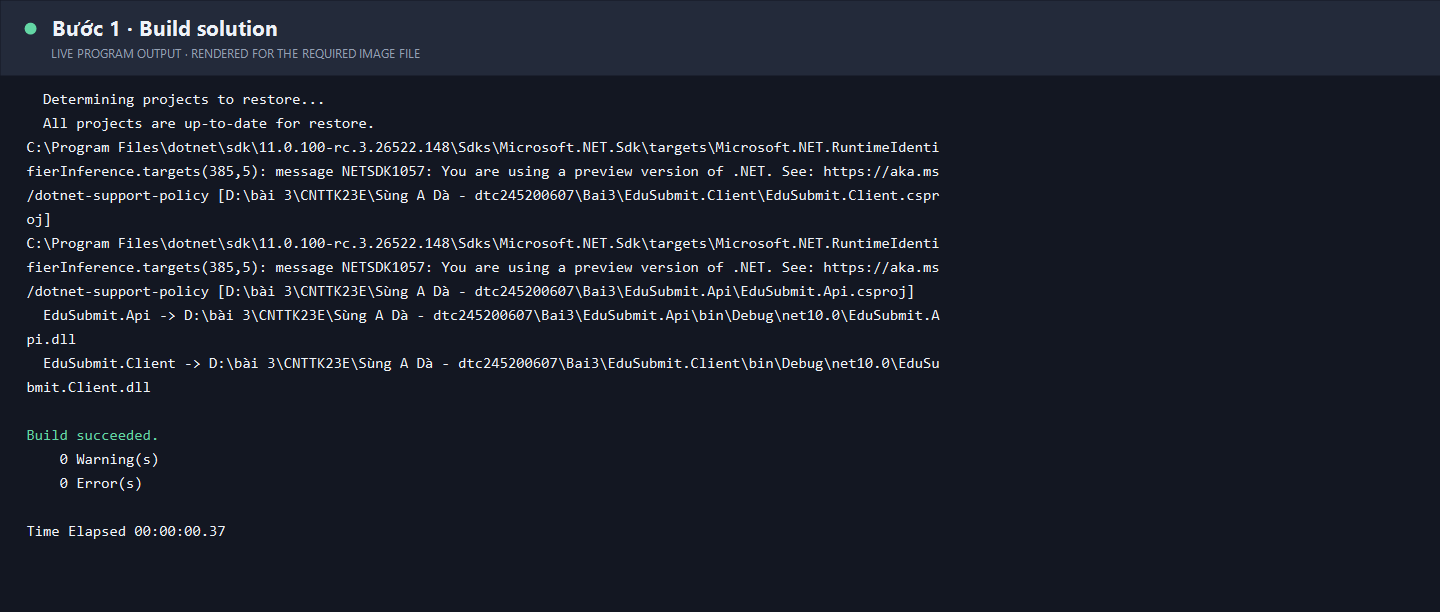 Bước 1 · Build solution
LIVE PROGRAM OUTPUT · RENDERED FOR THE REQUIRED IMAGE FILE
Determining projects to restore...
All projects are up-to-date for restore.
C:\Program Files\dotnet\sdk\11.0.100-rc.3.26522.148\Sdks\Microsoft.NET.Sdk\targets\Microsoft.NET.RuntimeIdenti
fierInference.targets(385,5): message NETSDK1057: You are using a preview version of .NET. See: https://aka.ms
/dotnet-support-policy [D:\bài 3\CNTTK23E\Sùng A Dà - dtc245200607\Bai3\EduSubmit.Client\EduSubmit.Client.cspr
oj]
C:\Program Files\dotnet\sdk\11.0.100-rc.3.26522.148\Sdks\Microsoft.NET.Sdk\targets\Microsoft.NET.RuntimeIdenti
fierInference.targets(385,5): message NETSDK1057: You are using a preview version of .NET. See: https://aka.ms
/dotnet-support-policy [D:\bài 3\CNTTK23E\Sùng A Dà - dtc245200607\Bai3\EduSubmit.Api\EduSubmit.Api.csproj]
EduSubmit.Api -> D:\bài 3\CNTTK23E\Sùng A Dà - dtc245200607\Bai3\EduSubmit.Api\bin\Debug\net10.0\EduSubmit.A
pi.dll
EduSubmit.Client -> D:\bài 3\CNTTK23E\Sùng A Dà - dtc245200607\Bai3\EduSubmit.Client\bin\Debug\net10.0\EduSu
bmit.Client.dll
Build succeeded.
0 Warning(s)
0 Error(s)
Time Elapsed 00:00:00.37